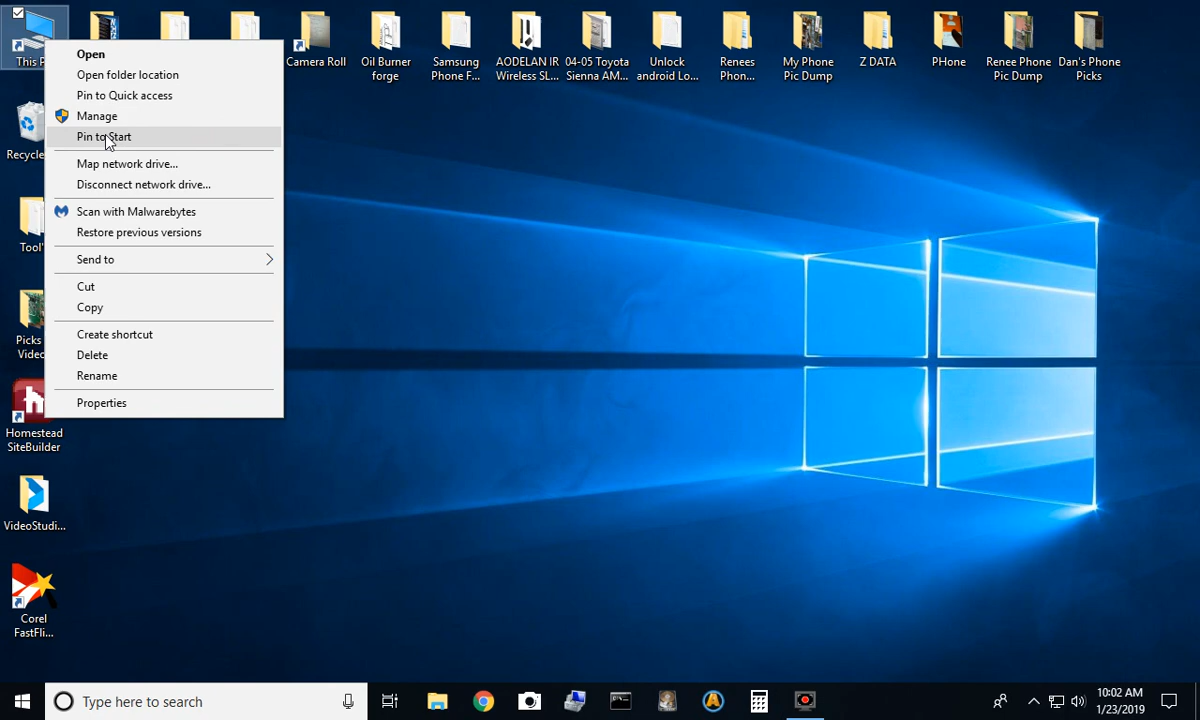 This P
Camera Roll
Oil Burner
forge
Samsung
Phone F...
AODELAN IR
Wireless SL...
04-05 Toyota
Sienna AM...
Unlock
android Lo...
Renees
Phon...
My Phone
Pic Dump
Z DATA
PHone
Renee Phone
Pic Dump
Dan's Phone
Picks
Open
Open folder location
Pin to Quick access
Manage
Pin to Start
Map network drive...
Disconnect network drive...
Scan with Malwarebytes
Restore previous versions
Send to
Cut
Copy
Create shortcut
Delete
Rename
Properties
Recycle
Tool'
Picks
Video
Homestead
SiteBuilder
VideoStudi...
Corel
FastFli...
Type here to search
10:02 AM
1/23/2019